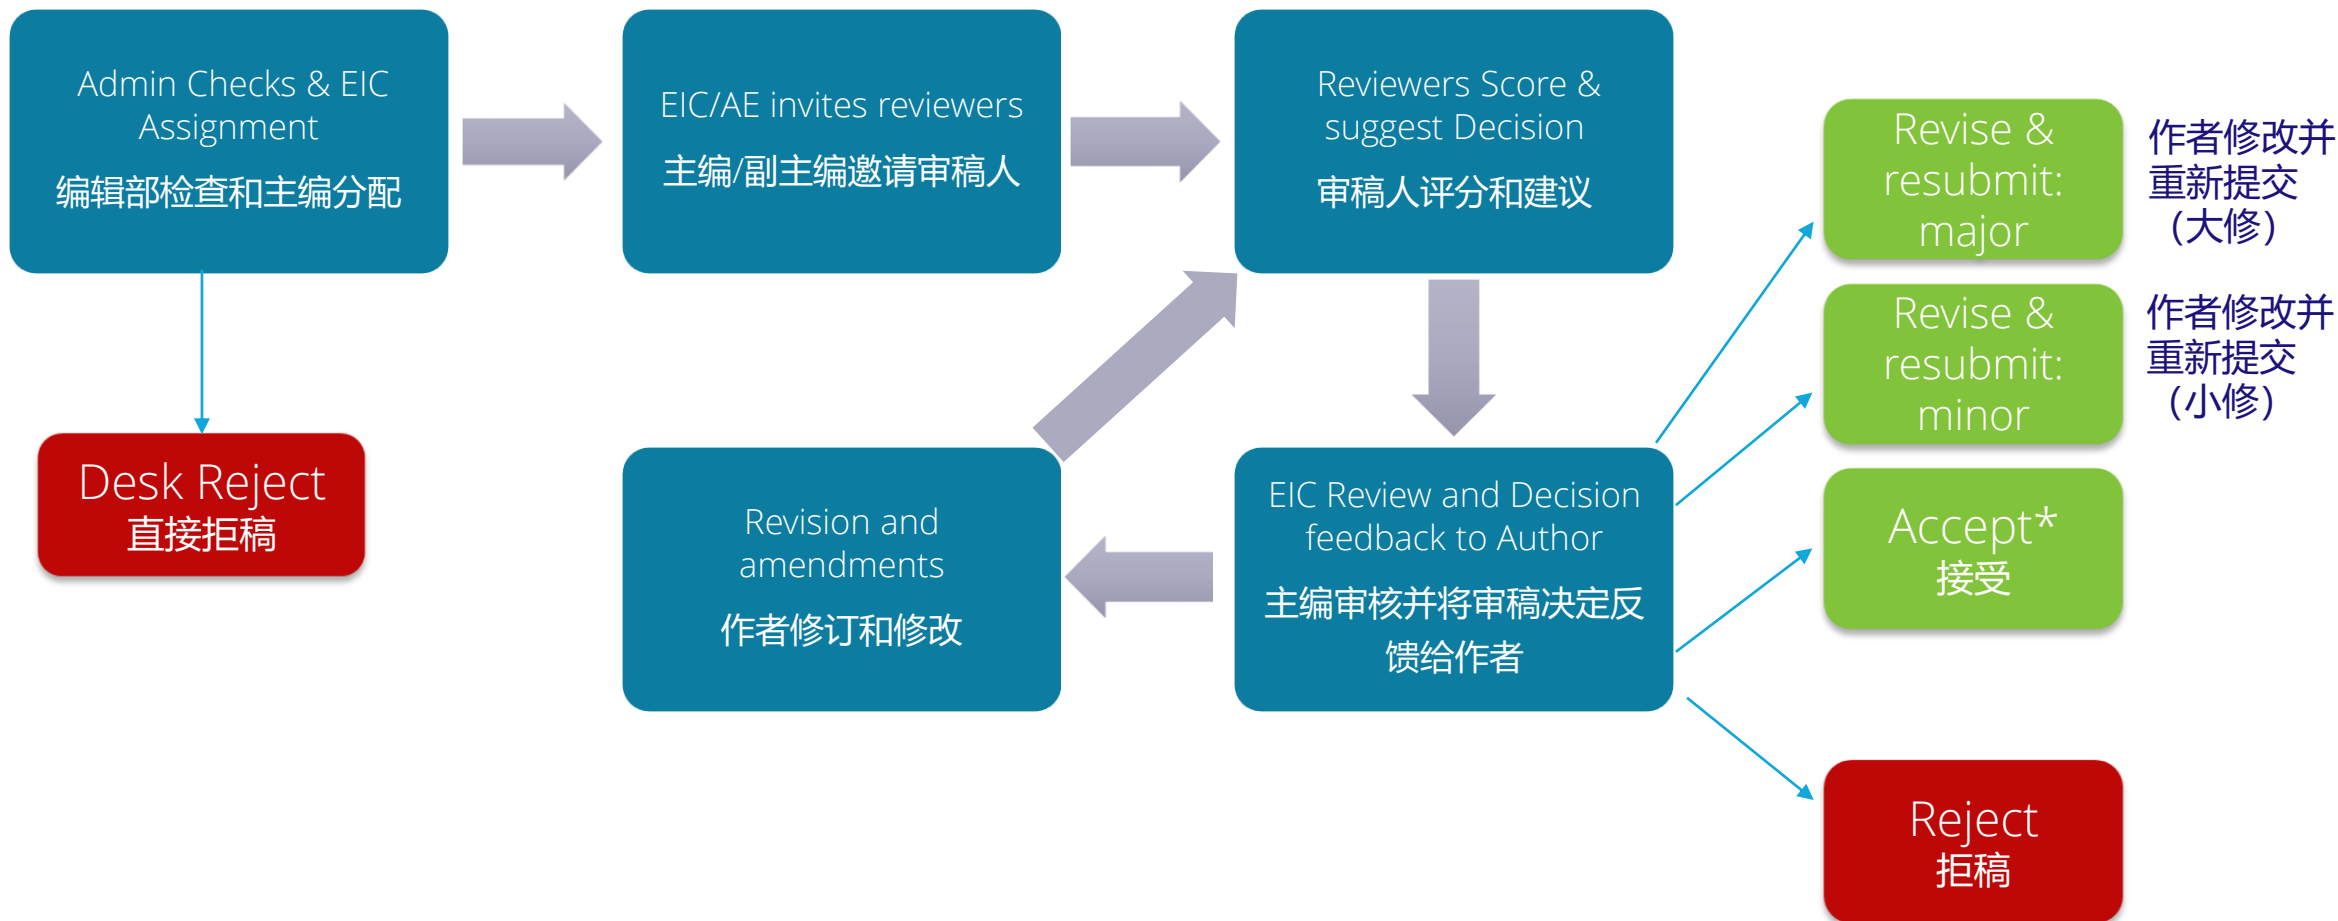 Admin Checks & EIC
Assignment
编辑部检查和主编分配
EIC/AE invites reviewers
主编/副主编邀请审稿人
Reviewers Score &
suggest Decision
审稿人评分和建议
Revise &
resubmit:
major
作者修改并
重新提交
（大修）
Revise &
resubmit:
minor
作者修改并
重新提交
（小修）
Desk Reject
直接拒稿
Revision and
amendments
作者修订和修改
EIC Review and Decision
feedback to Author
主编审核并将审稿决定反
馈给作者
Accept*
接受
Reject
拒稿